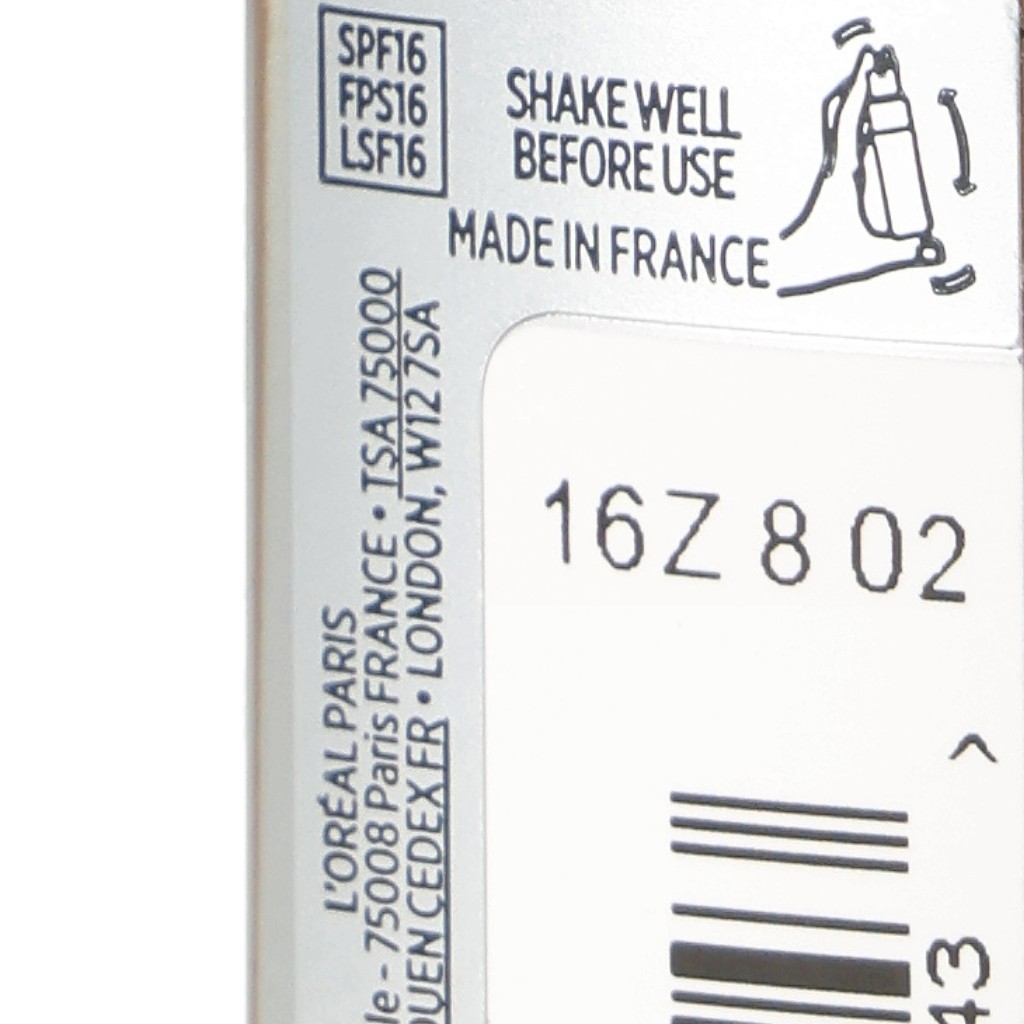 SPF16
FPS16
LSF16
SHAKE WELL
BEFORE USE
MADE IN FRANCE
L'ORÉAL PARIS
- 75008 Paris FRANCE • TSA 75000
CEDEX FR • LONDON, W12 7SA
16Z 8 02
>
43